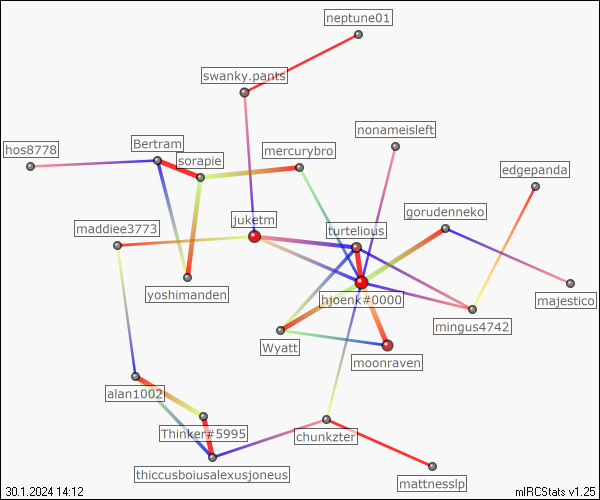 neptune01
swanky.pants
nonameisleft
hos8778
Bertram
sorapie
mercurybro
edgepanda
juketm
gorudenneko
maddiee3773
turtelious
yoshimanden
hjoenk#0000
majestico
mingus4742
Wyatt
moonraven
alan1002
Thinker#5995
chunkzter
thiccusboiusalexusjoneus
mattnesslp
30.1.2024 14:12
mIRCStats v1.25